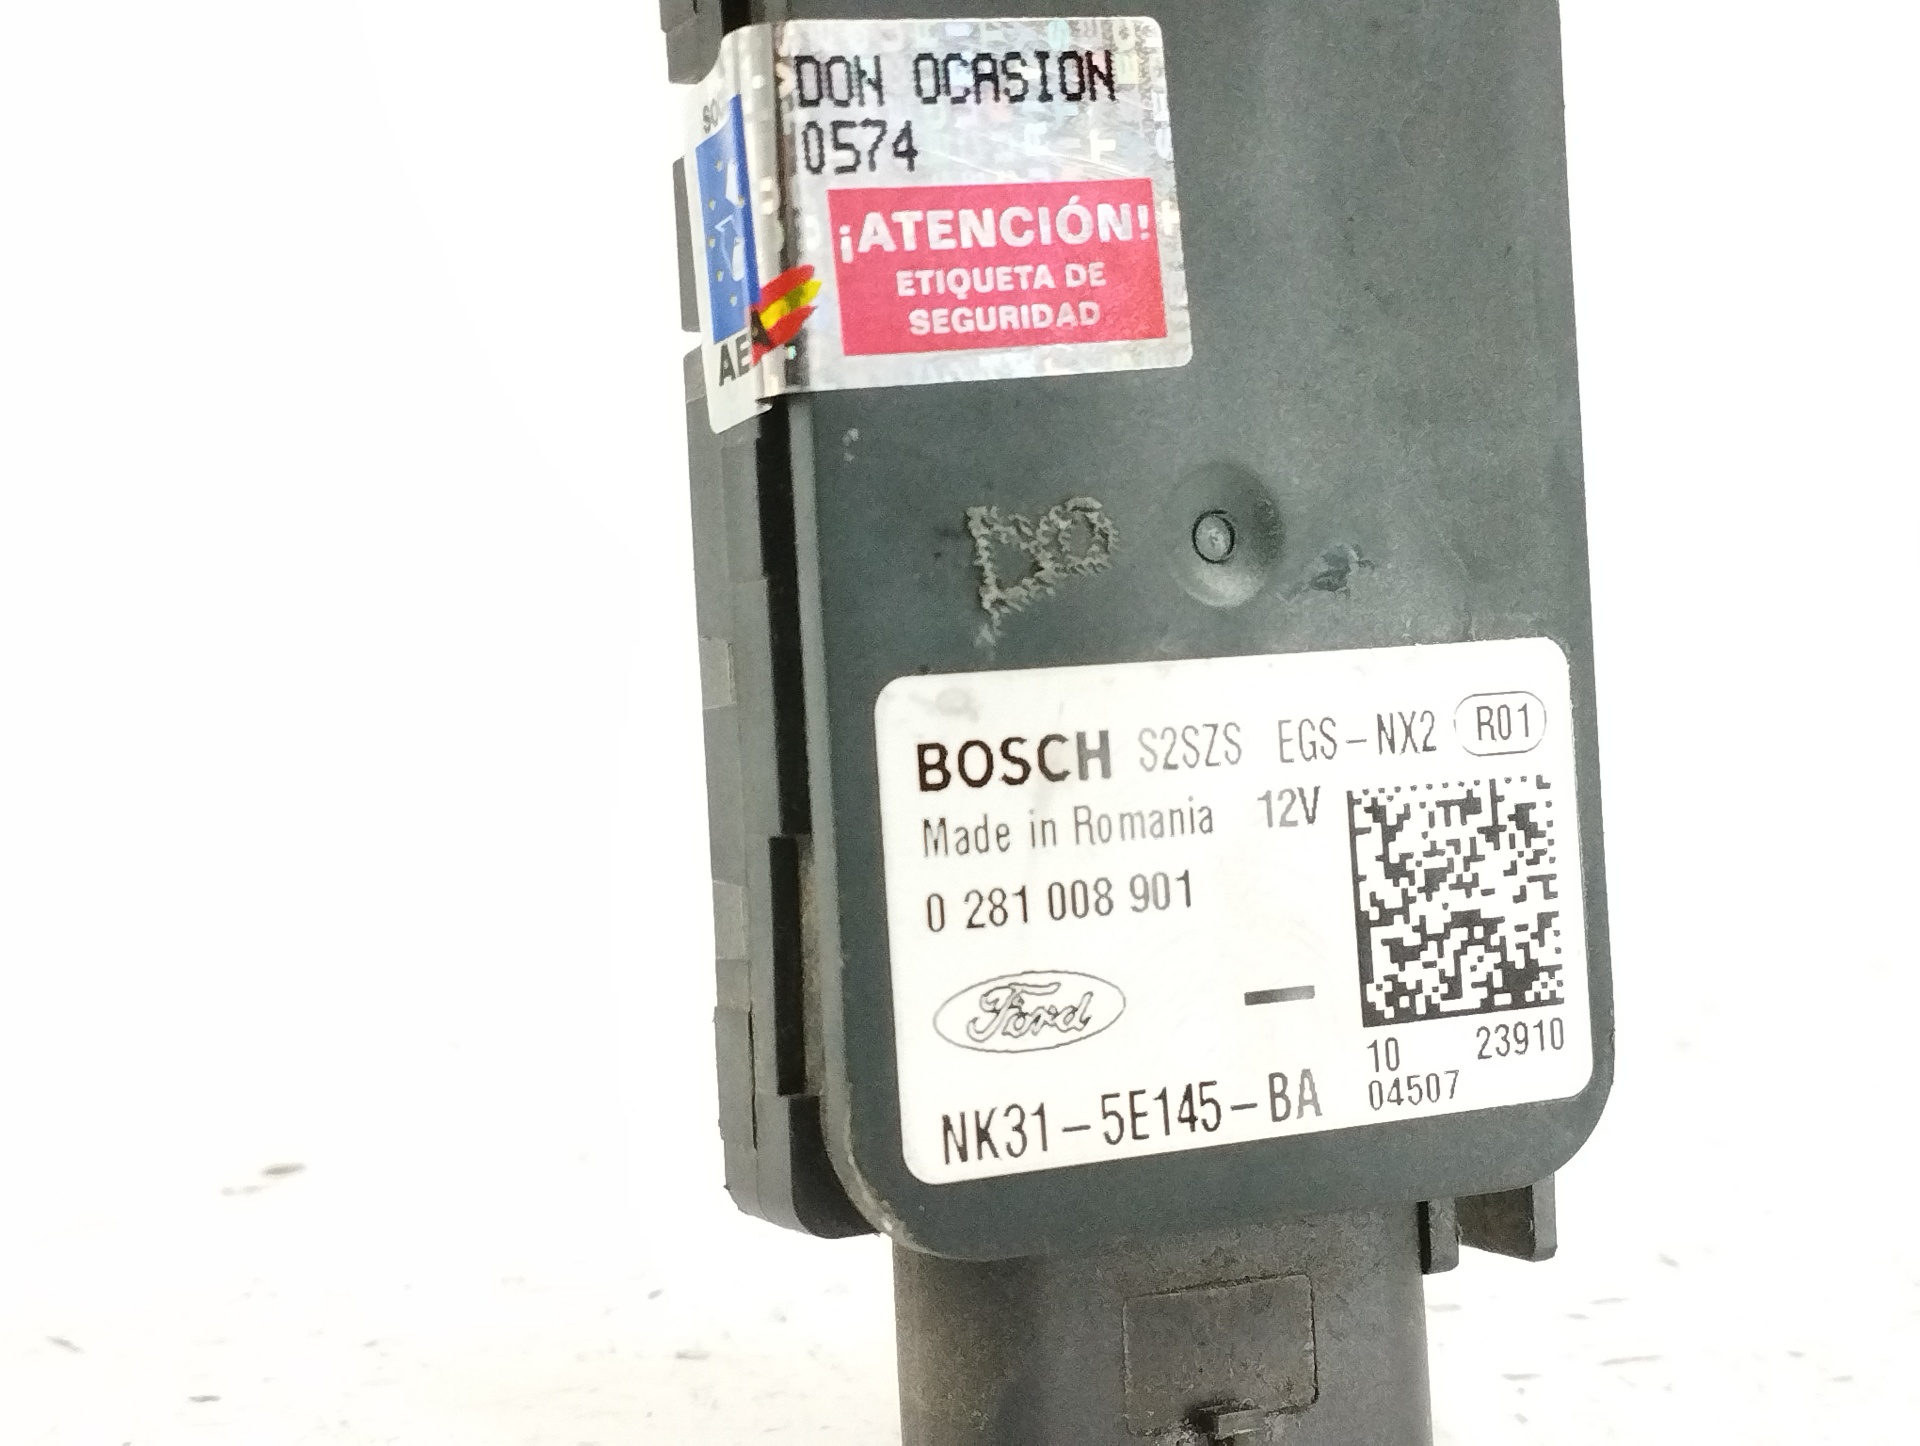 DON OCASION
0574
¡ATENCIÓN!
ETIQUETA DE
SEGURIDAD
BOSCH S2SZS EGS-NX2 R01
Made in Romania 12V
0 281 008 901
Ford
10 23910
04507
NK31-5E145-BA